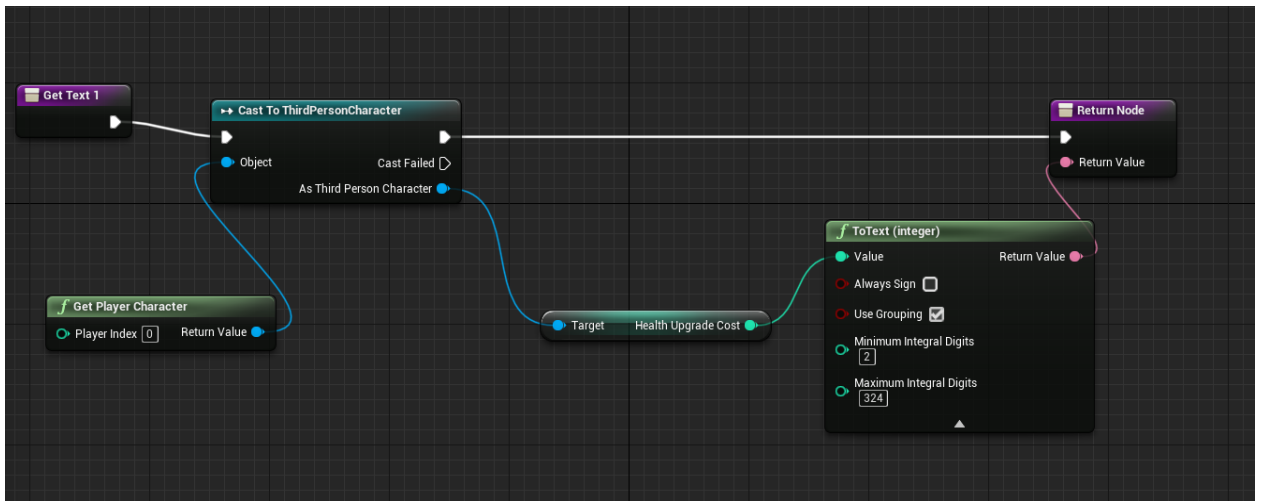 Get Text 1
Cast To ThirdPersonCharacter
Object
Cast Failed
As Third Person Character
Return Node
Return Value
f ToText (integer)
Value
Return Value
Always Sign
Use Grouping
Minimum Integral Digits
2
Maximum Integral Digits
324
f Get Player Character
Player Index 0
Return Value
Target
Health Upgrade Cost